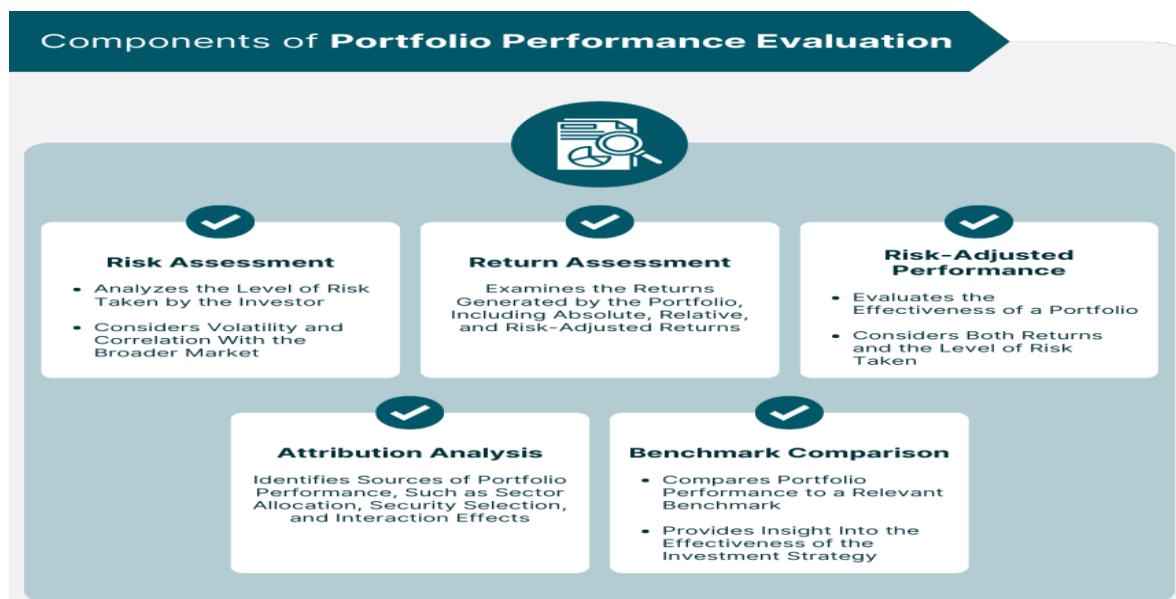 Components of Portfolio Performance Evaluation
Risk Assessment
• Analyzes the Level of Risk
Taken by the Investor
• Considers Volatility and
Correlation With the
Broader Market
Return Assessment
Examines the Returns
Generated by the Portfolio,
Including Absolute, Relative,
and Risk-Adjusted Returns
Risk-Adjusted
Performance
• Evaluates the
Effectiveness of a Portfolio
• Considers Both Returns
and the Level of Risk
Taken
Attribution Analysis
Identifies Sources of Portfolio
Performance, Such as Sector
Allocation, Security Selection,
and Interaction Effects
Benchmark Comparison
• Compares Portfolio
Performance to a Relevant
Benchmark
• Provides Insight Into the
Effectiveness of the
Investment Strategy